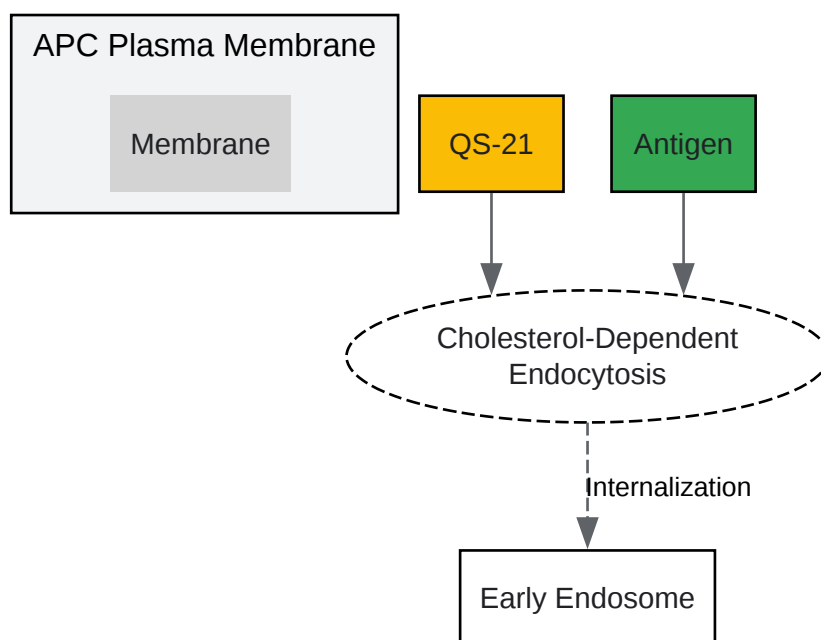 APC Plasma Membrane
Membrane
QS-21
Antigen
Cholesterol-Dependent
Endocytosis
Internalization
Early Endosome